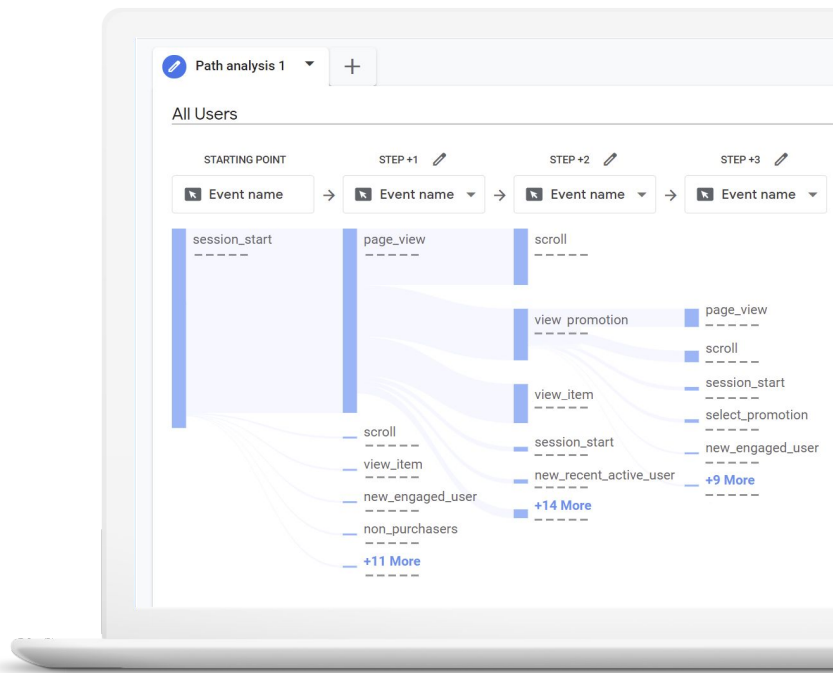 Path analysis 1
All Users
STARTING POINT
STEP +1
STEP +2
STEP +3
Event name
Event name
Event name
Event name
session_start
page_view
scroll
view_item
new_engaged_user
non_purchasers
+11 More
scroll
view promotion
view_item
session_start
new_recent_active_user
+14 More
page_view
scroll
session_start
select_promotion
new_engaged_user
+9 More